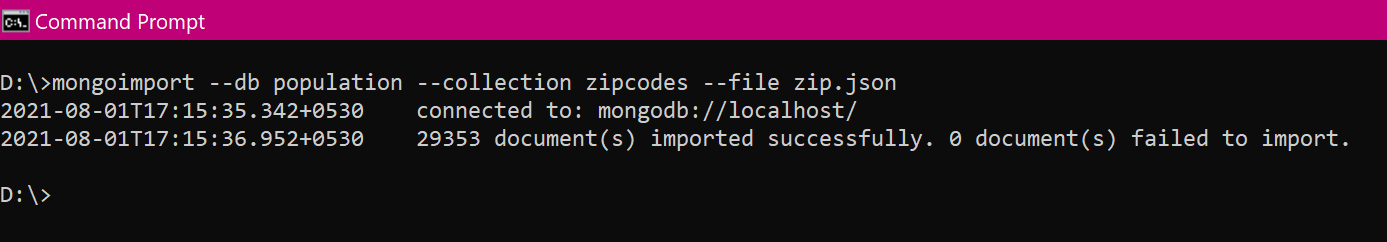 Command Prompt
D:\>mongoimport --db population --collection zipcodes --file zip.json
2021-08-01T17:15:35.342+0530    connected to: mongodb://localhost/
2021-08-01T17:15:36.952+0530    29353 document(s) imported successfully. 0 document(s) failed to import.
D:\>